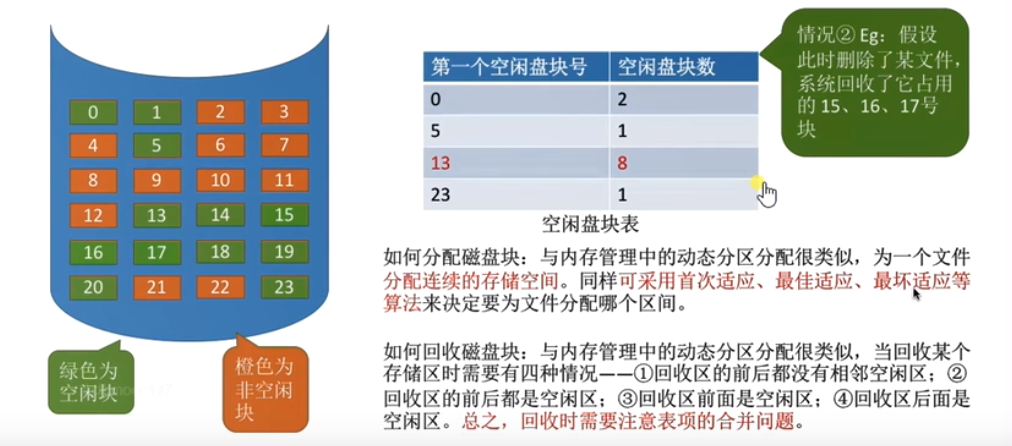 0 1 2 3
4 5 6 7
8 9 10 11
12 13 14 15
16 17 18 19
20 21 22 23
绿色为
空闲块
橙色为
非空闲
块
第一个空闲盘块号 空闲盘块数
0 2
5 1
13 8
23 1
空闲盘块表
情况② Eg：假设
此时删除了某文件，
系统回收了它占用
的 15、16、17号
块
如何分配磁盘块：与内存管理中的动态分区分配很类似，为一个文件
分配连续的存储空间。同样可采用首次适应、最佳适应、最坏适应等
算法来决定要为文件分配哪个区间。
如何回收磁盘块：与内存管理中的动态分区分配很类似，当回收某个
存储区时需要有四种情况——①回收区的前后都没有相邻空闲区；②
回收区的前后都是空闲区；③回收区前面是空闲区；④回收区后面是
空闲区。总之，回收时需要注意表项的合并问题。